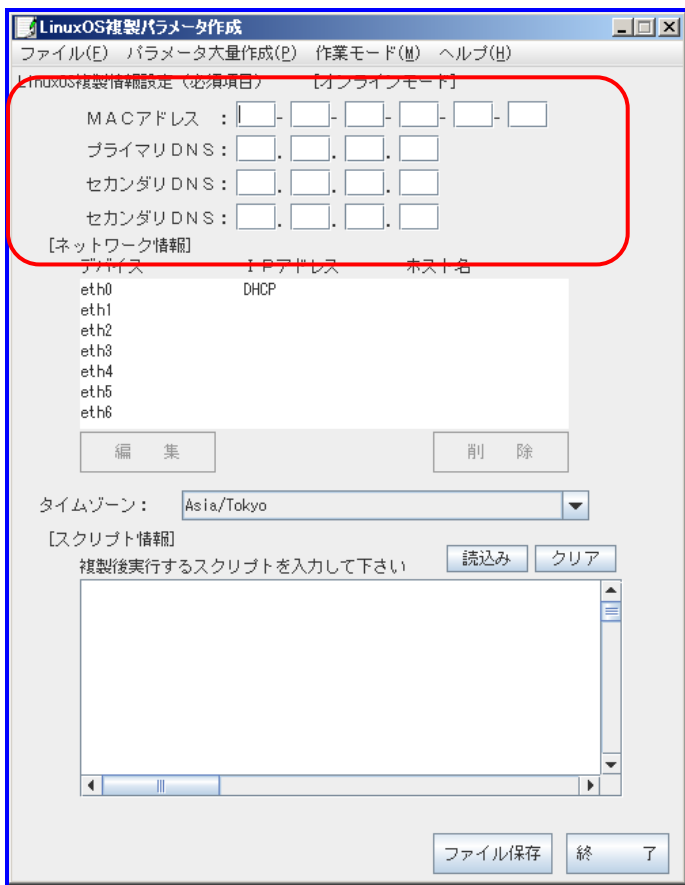 LinuxOS複製パラメータ作成
ファイル(F) パラメータ大量作成(P) 作業モード(M) ヘルプ(H)
LinuxOS複製情報設定(必須項目) [オンラインモード]
MACアドレス : - - - - -
プライマリDNS: . . .
セカンダリDNS: . . .
セカンダリDNS: . . .
[ネットワーク情報]
デバイス IPアドレス ホスト名
eth0 DHCP
eth1
eth2
eth3
eth4
eth5
eth6
編 集 削 除
タイムゾーン: Asia/Tokyo
[スクリプト情報]
複製後実行するスクリプトを入力して下さい 読込み クリア
ファイル保存 終 了